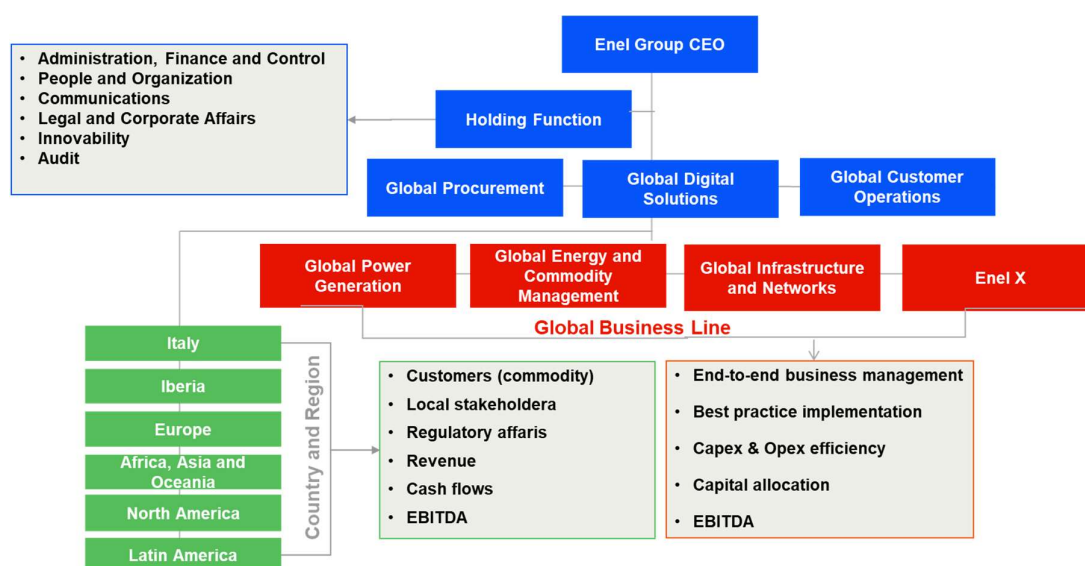 Enel Group CEO
• Administration, Finance and Control
• People and Organization
• Communications
• Legal and Corporate Affairs
• Innovability
• Audit
Holding Function
Global Procurement
Global Digital
Solutions
Global Customer
Operations
Global Power
Generation
Global Energy and
Commodity
Management
Global Infrastructure
and Networks
Enel X
Global Business Line
Italy
Iberia
Europe
Africa, Asia and
Oceania
North America
Latin America
Country and Region
• Customers (commodity)
• Local stakeholdera
• Regulatory affaris
• Revenue
• Cash flows
• EBITDA
• End-to-end business management
• Best practice implementation
• Capex & Opex efficiency
• Capital allocation
• EBITDA